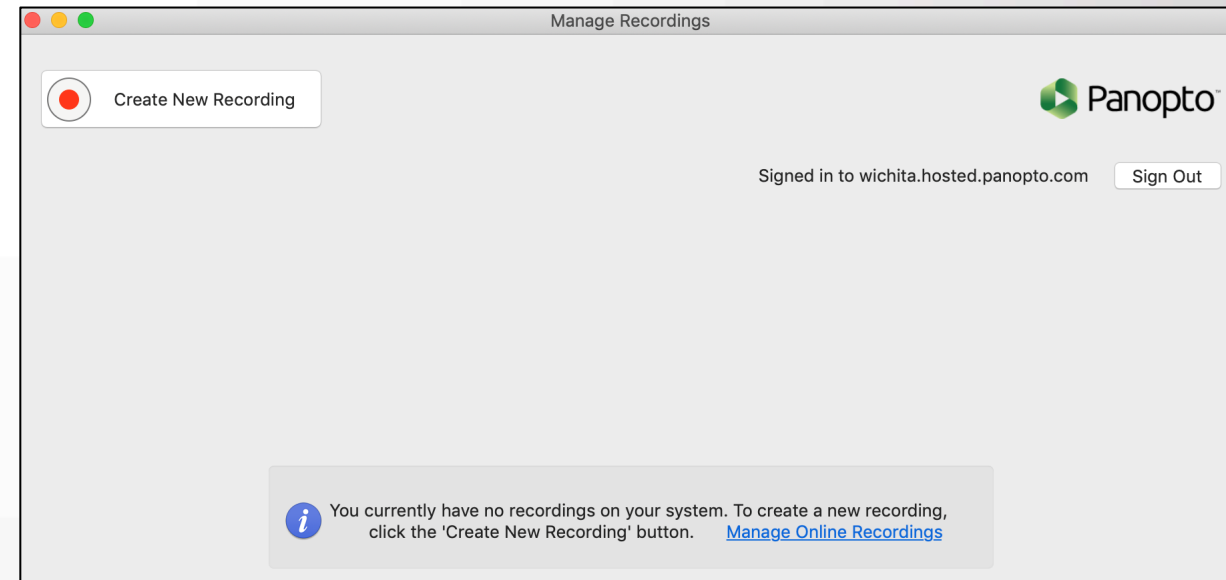 Manage Recordings
Create New Recording
Panopto™
Signed in to wichita.hosted.panopto.com
Sign Out
You currently have no recordings on your system. To create a new recording,
click the 'Create New Recording' button. Manage Online Recordings